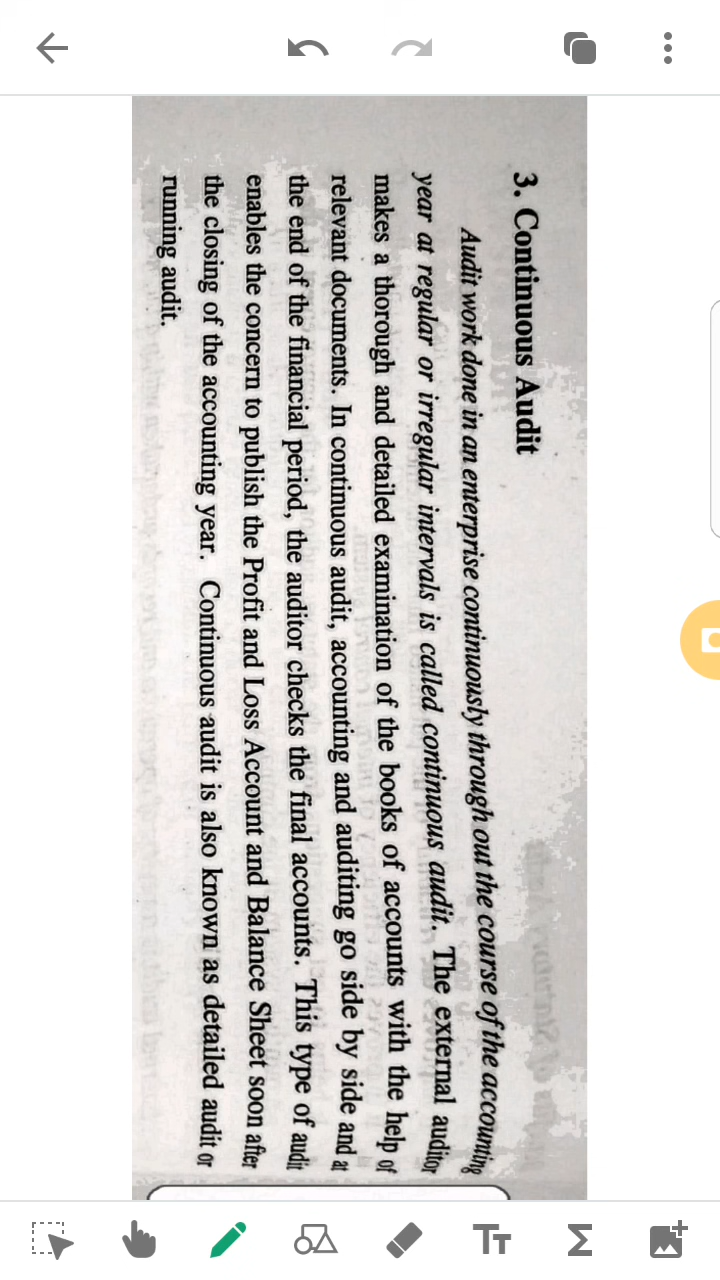 3. Continuous Audit
Audit work done in an enterprise continuously through out the course of the accounting
year at regular or irregular intervals is called continuous audit. The external auditor
makes a thorough and detailed examination of the books of accounts with the help of
relevant documents. In continuous audit, accounting and auditing go side by side and at
the end of the financial period, the auditor checks the final accounts. This type of audit
enables the concern to publish the Profit and Loss Account and Balance Sheet soon after
the closing of the accounting year. Continuous audit is also known as detailed audit or
running audit.
TT
Σ